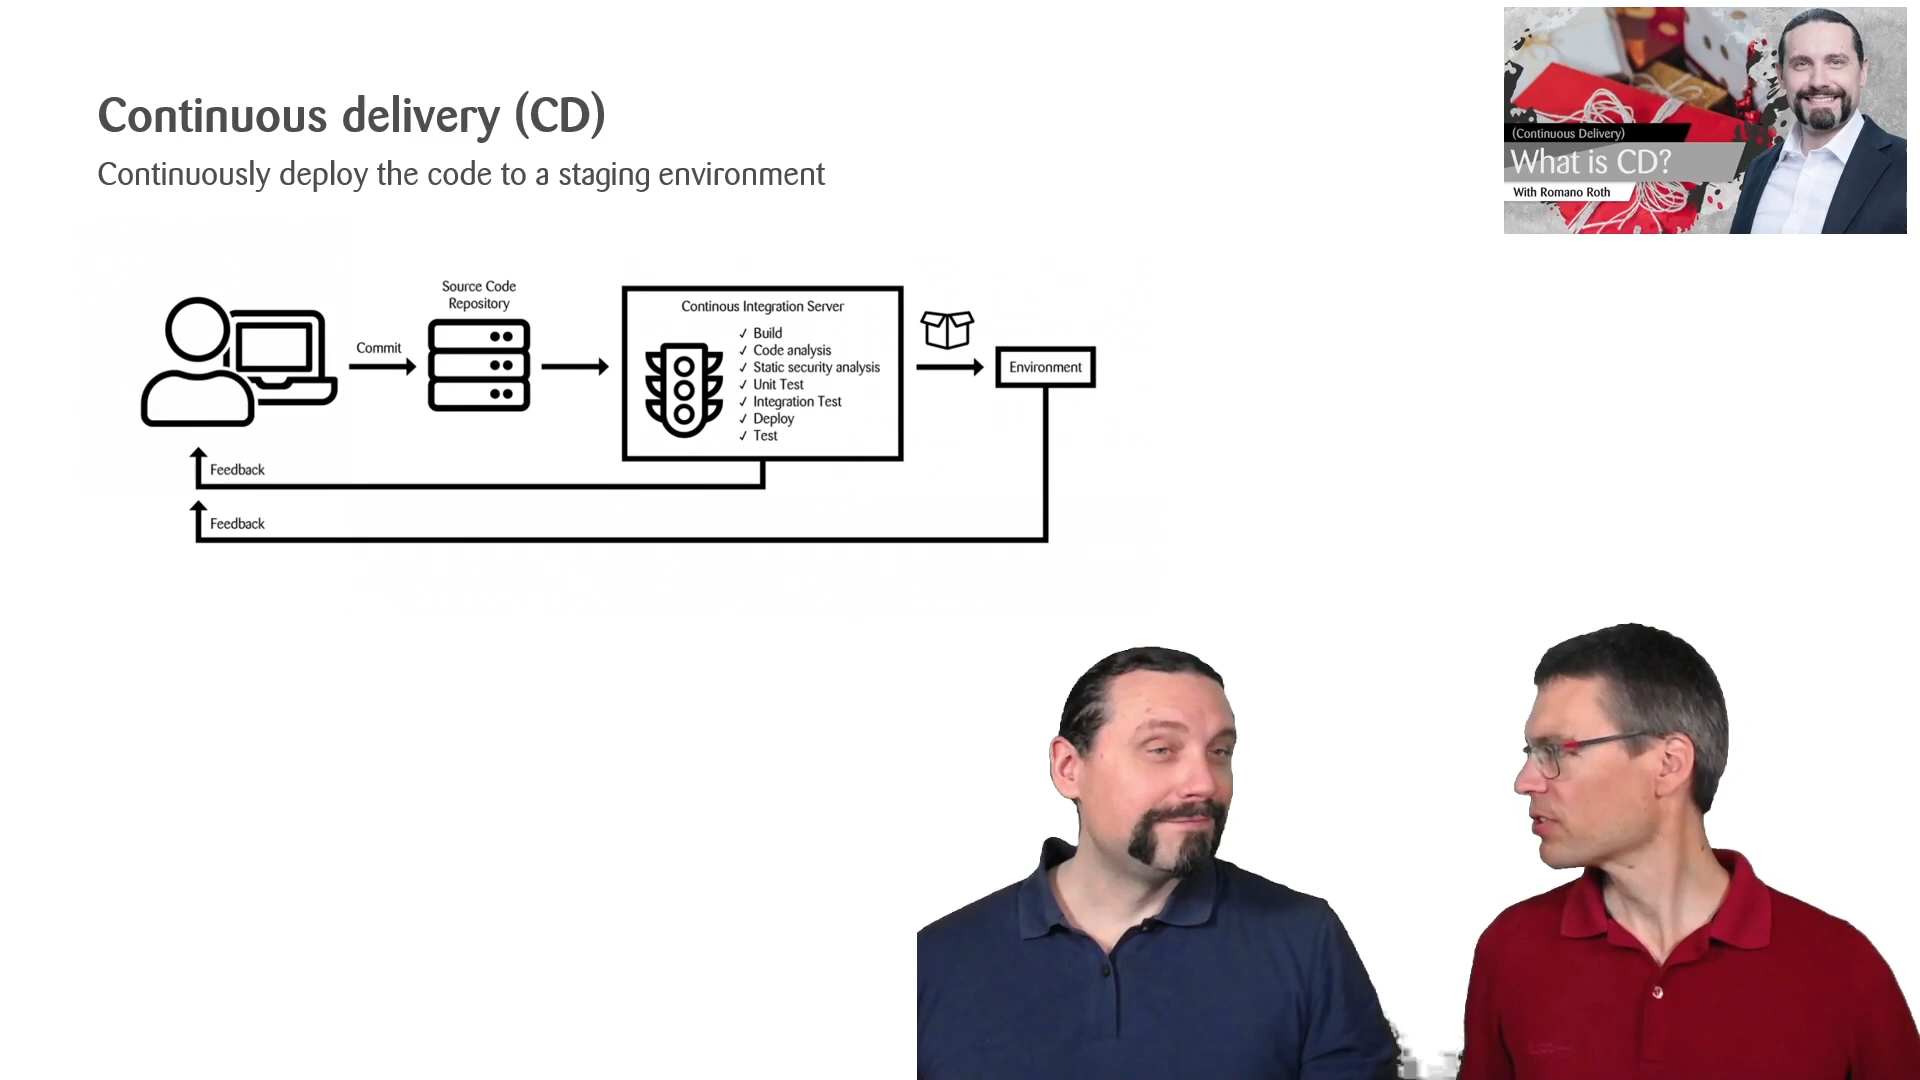 Continuous delivery (CD)
Continuously deploy the code to a staging environment
(Continuous Delivery)
What is CD?
With Romano Roth
Source Code
Repository
Commit
Continous Integration Server
✓ Build
✓ Code analysis
✓ Static security analysis
✓ Unit Test
✓ Integration Test
✓ Deploy
✓ Test
Environment
Feedback
Feedback